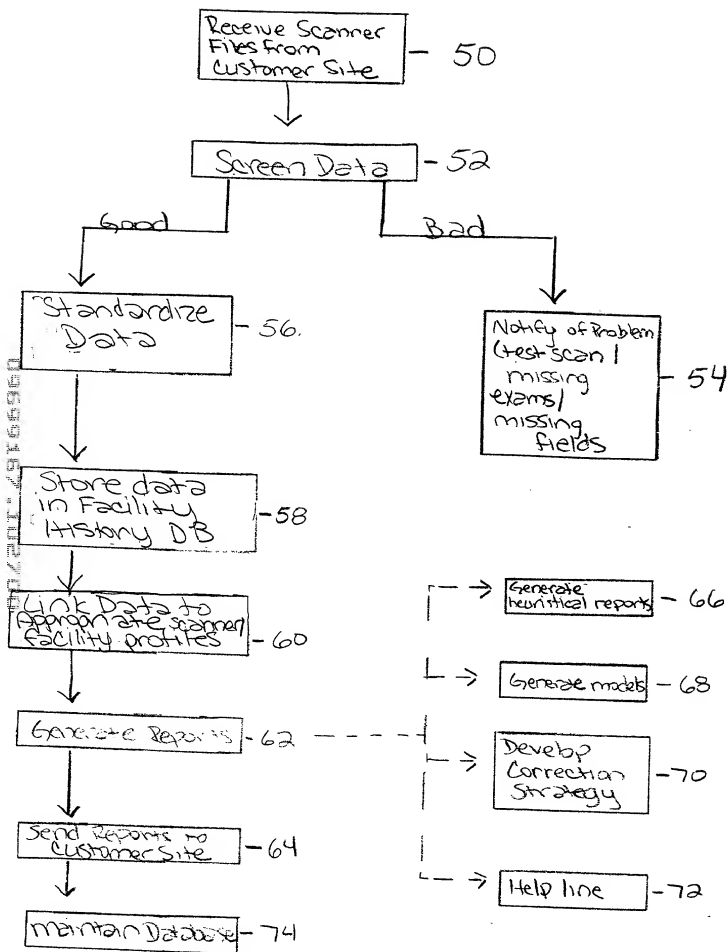 Receive Scanner
Files From
Customer Site
- 50
Screen Data
- 52
Good
Bad
Standardize
Data
- 56.
Notify of Problem
(test scan/
missing
exams/
missing
fields
- 54
Store data
in Facility
History DB
- 58
Link Data to
Appropriate scanner/
facility profiles
- 60
Generate Reports
- 62
Generate
heuristical reports
- 66
Generate models
- 68
Develop
Correction
Strategy
- 70
Help line
- 72
Send Reports to
Customer Site
- 64
maintain Database
- 74